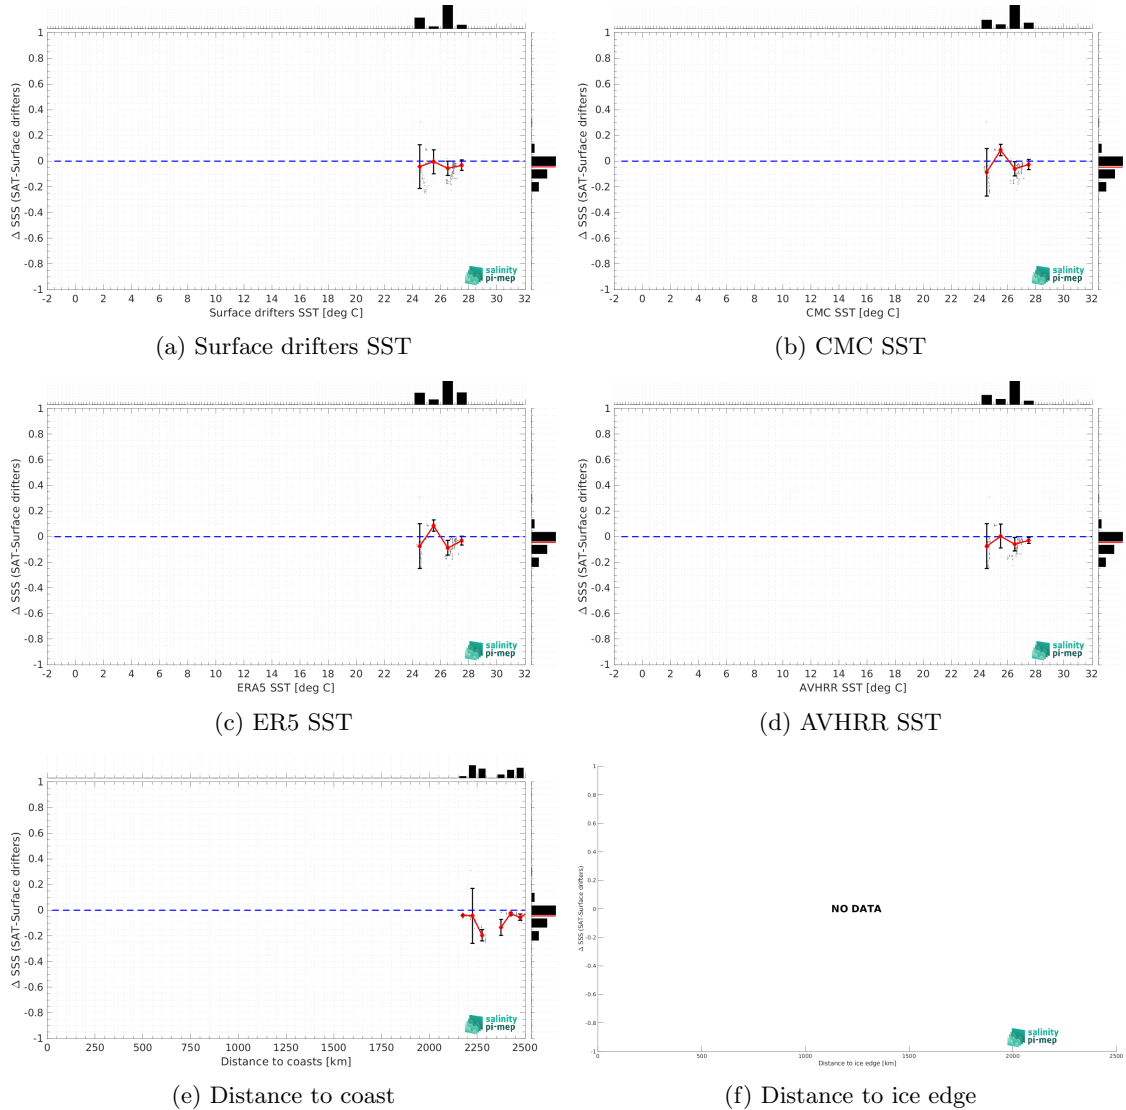 1
0.8
0.6
0.4
0.2
0
-0.2
-0.4
-0.6
-0.8
-1
Δ SSS (SAT-Surface drifters)
salinity
pi-mep
-2 0 2 4 6 8 10 12 14 16 18 20 22 24 26 28 30 32
Surface drifters SST [deg C]
(a) Surface drifters SST
1
0.8
0.6
0.4
0.2
0
-0.2
-0.4
-0.6
-0.8
-1
Δ SSS (SAT-Surface drifters)
salinity
pi-mep
-2 0 2 4 6 8 10 12 14 16 18 20 22 24 26 28 30 32
CMC SST [deg C]
(b) CMC SST
1
0.8
0.6
0.4
0.2
0
-0.2
-0.4
-0.6
-0.8
-1
Δ SSS (SAT-Surface drifters)
salinity
pi-mep
-2 0 2 4 6 8 10 12 14 16 18 20 22 24 26 28 30 32
ERA5 SST [deg C]
(c) ER5 SST
1
0.8
0.6
0.4
0.2
0
-0.2
-0.4
-0.6
-0.8
-1
Δ SSS (SAT-Surface drifters)
salinity
pi-mep
-2 0 2 4 6 8 10 12 14 16 18 20 22 24 26 28 30 32
AVHRR SST [deg C]
(d) AVHRR SST
1
0.8
0.6
0.4
0.2
0
-0.2
-0.4
-0.6
-0.8
-1
Δ SSS (SAT-Surface drifters)
salinity
pi-mep
0 250 500 750 1000 1250 1500 1750 2000 2250 2500
Distance to coasts [km]
(e) Distance to coast
1
0.8
0.6
0.4
0.2
0
-0.2
-0.4
-0.6
-0.8
-1
Δ SSS (SAT-Surface drifters)
NO DATA
salinity
pi-mep
0 500 1000 1500 2000 2500
Distance to ice edge [km]
(f) Distance to ice edge